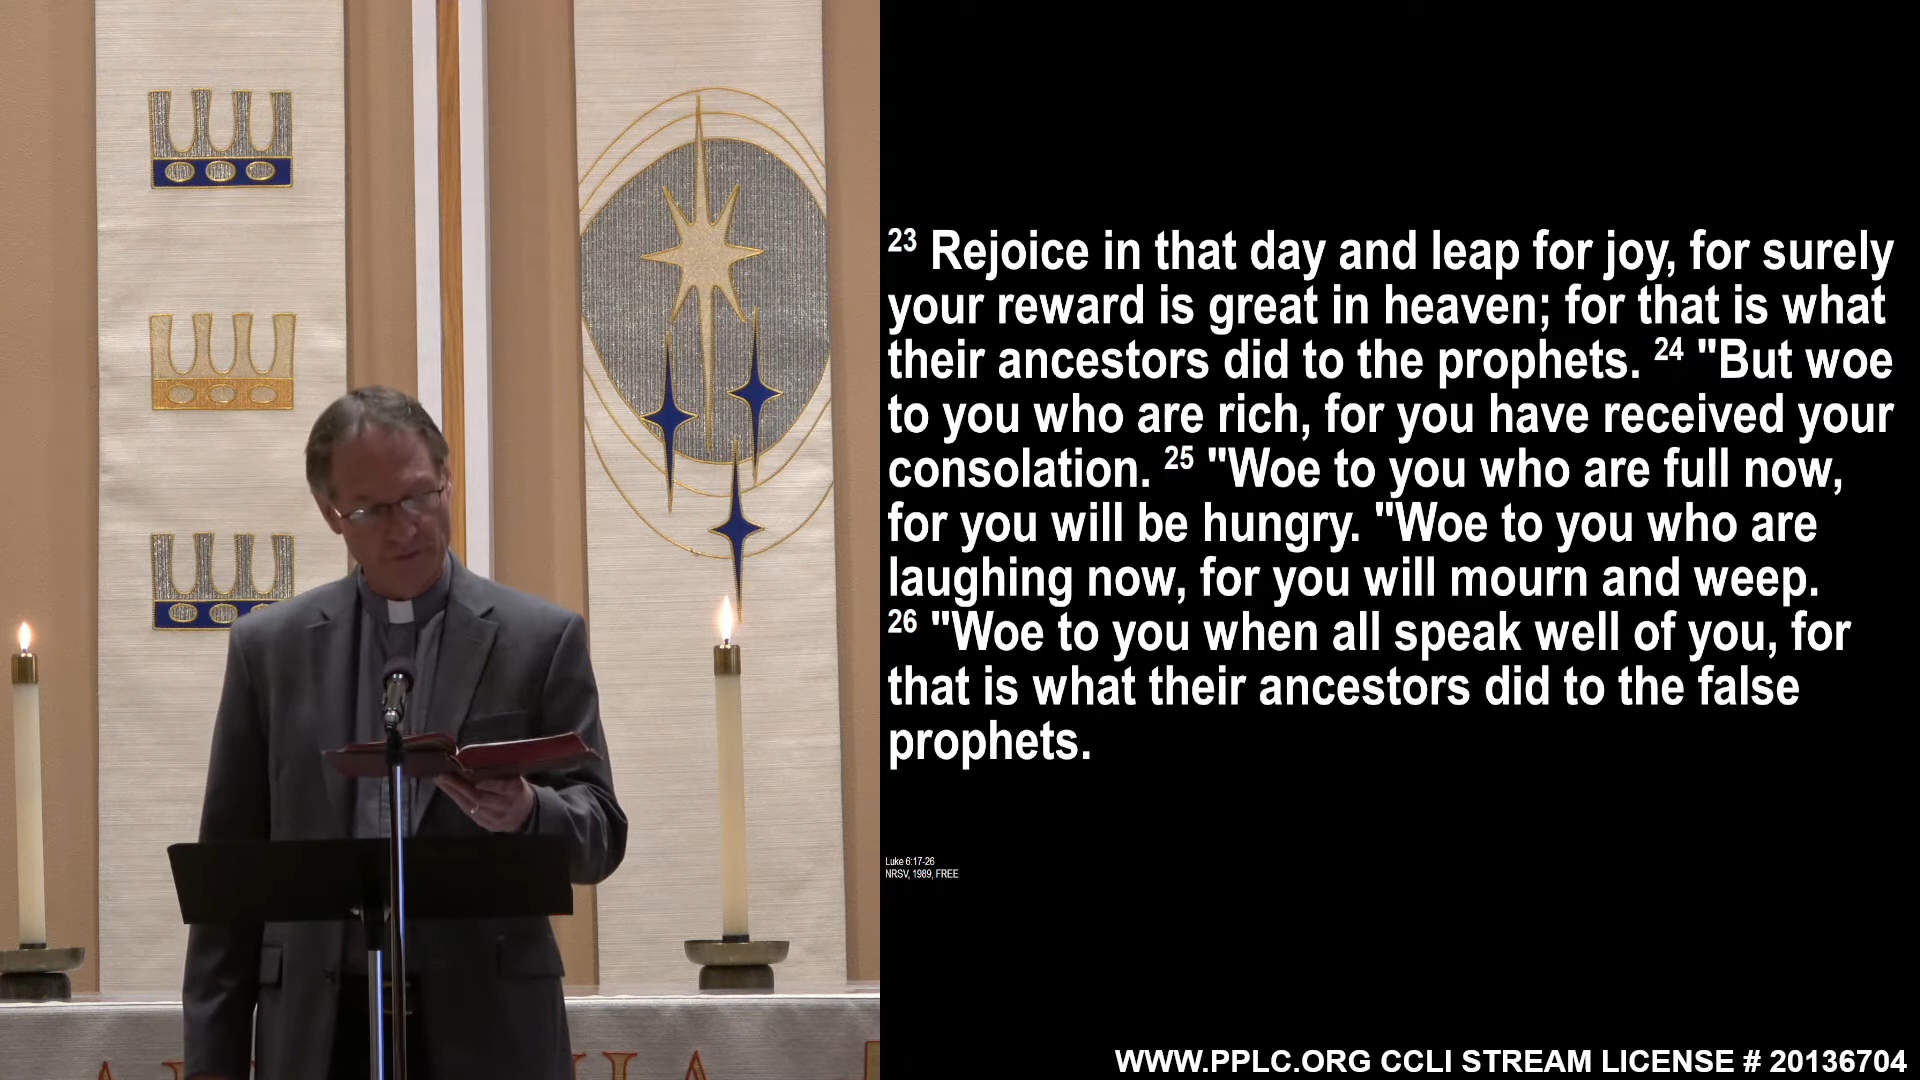 23 Rejoice in that day and leap for joy, for surely
your reward is great in heaven; for that is what
their ancestors did to the prophets. 24 "But woe
to you who are rich, for you have received your
consolation. 25 "Woe to you who are full now,
for you will be hungry. "Woe to you who are
laughing now, for you will mourn and weep.
26 "Woe to you when all speak well of you, for
that is what their ancestors did to the false
prophets.
Luke 6:17-26
NRSV, 1989, FREE
WWW.PPLC.ORG CCLI STREAM LICENSE # 20136704